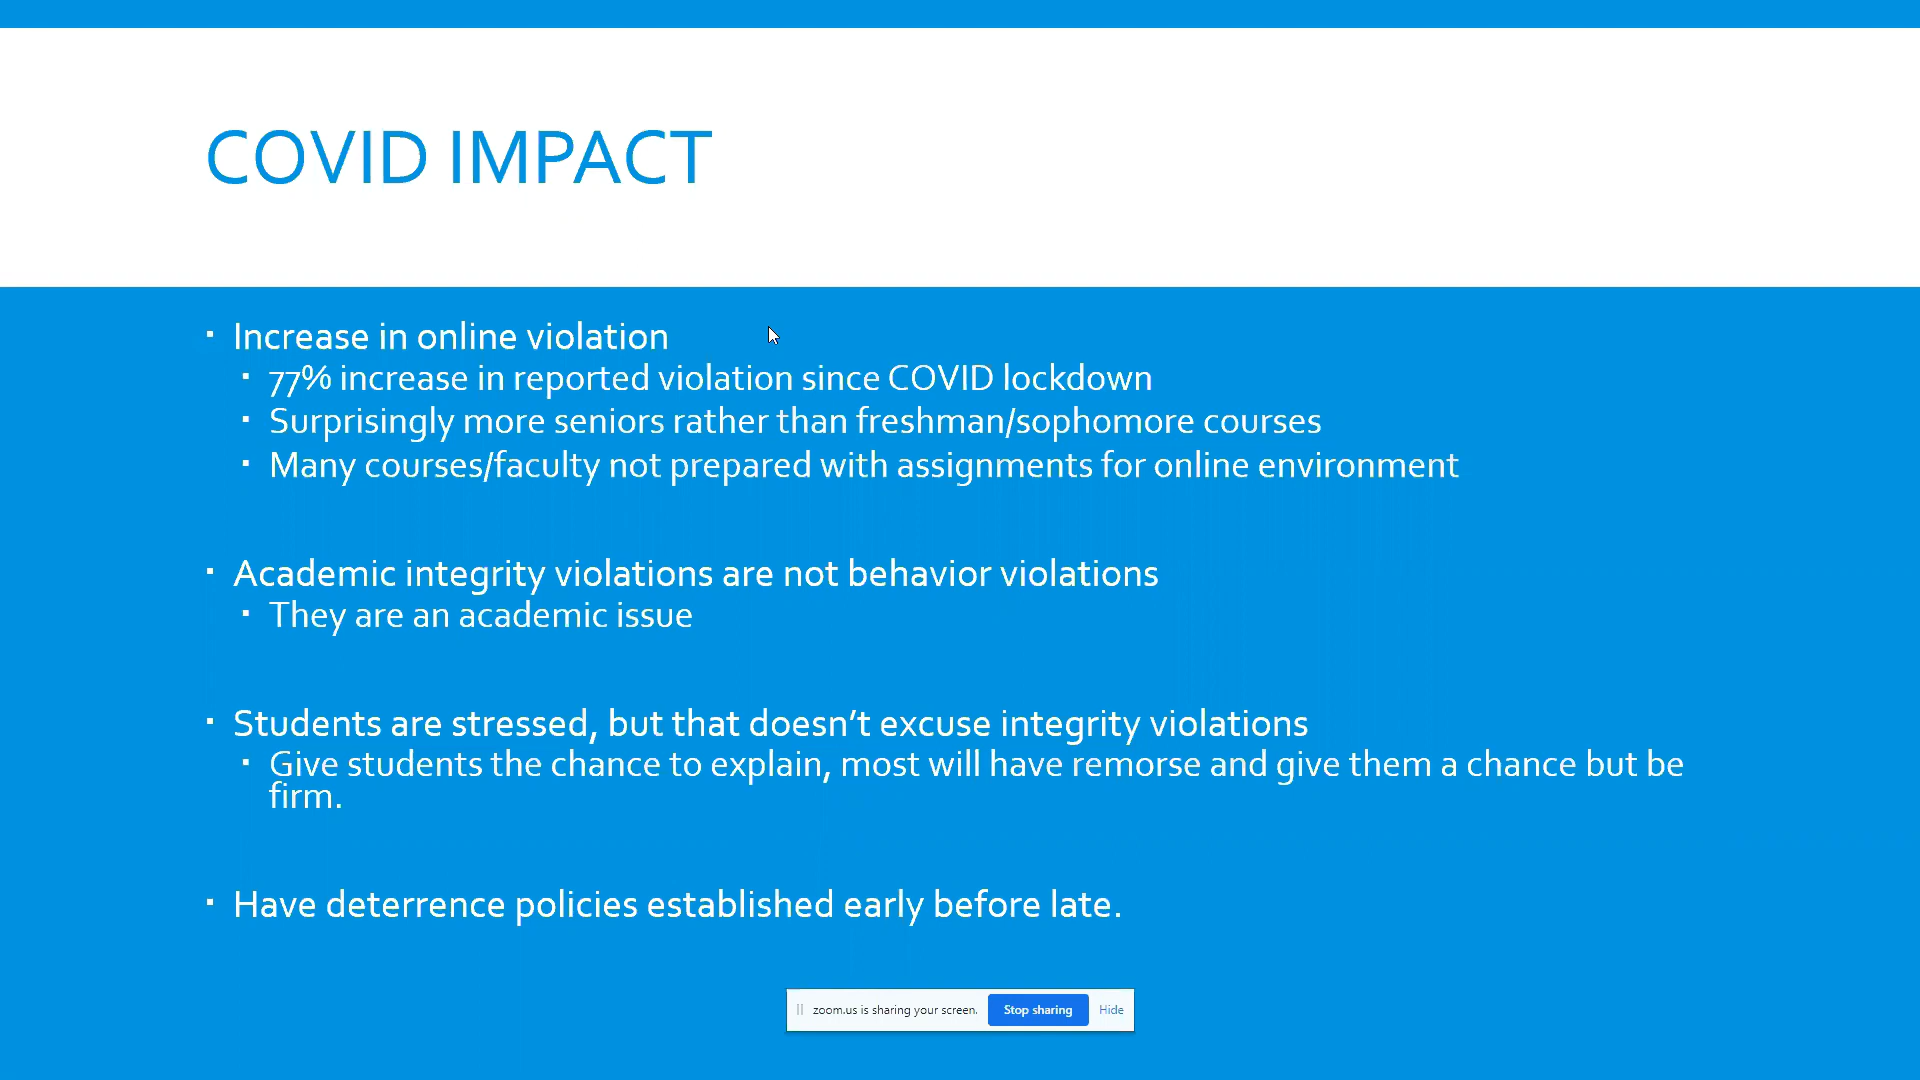 COVID IMPACT
▪ Increase in online violation
▪ 77% increase in reported violation since COVID lockdown
▪ Surprisingly more seniors rather than freshman/sophomore courses
▪ Many courses/faculty not prepared with assignments for online environment
▪ Academic integrity violations are not behavior violations
▪ They are an academic issue
▪ Students are stressed, but that doesn’t excuse integrity violations
▪ Give students the chance to explain, most will have remorse and give them a chance but be
firm.
▪ Have deterrence policies established early before late.
zoom.us is sharing your screen. Stop sharing Hide